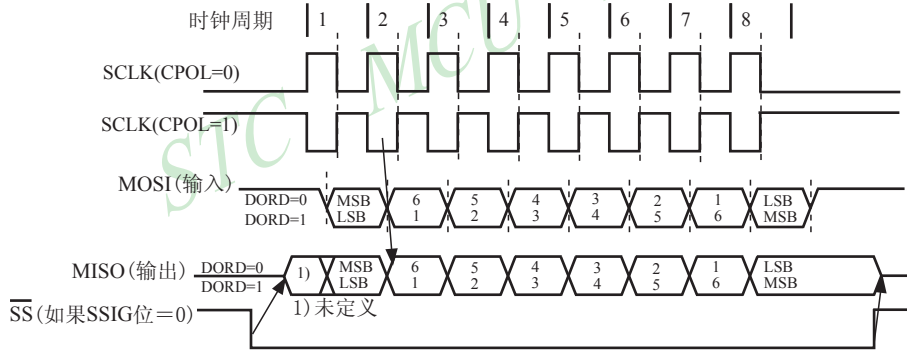 时钟周期 1 2 3 4 5 6 7 8
SCLK(CPOL=0)
SCLK(CPOL=1)
STC MCU
MOSI(输入)
DORD=0 MSB 6 5 4 3 2 1 LSB
DORD=1 LSB 1 2 3 4 5 6 MSB
MISO(输出)
DORD=0 1) MSB 6 5 4 3 2 1 LSB
DORD=1 LSB 1 2 3 4 5 6 MSB
1)未定义
SS(如果SSIG位=0)